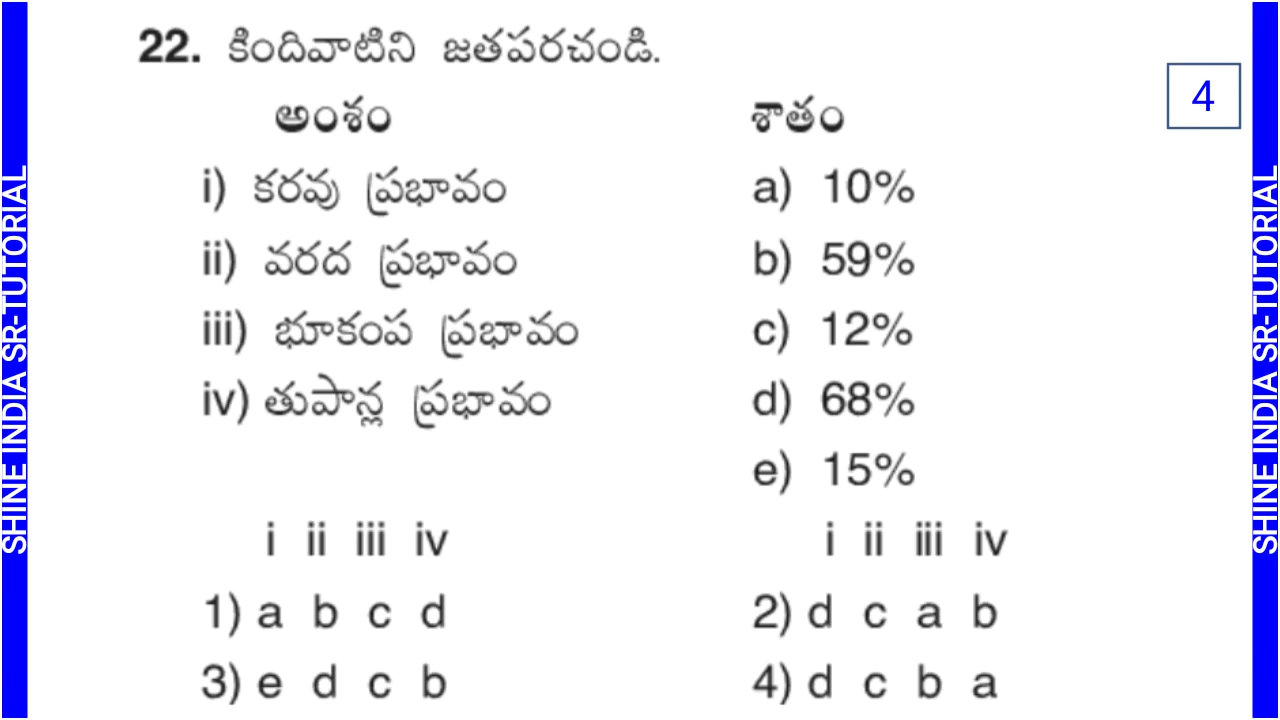 22. కిందివాటిని జతపరచండి.
4
అంశం శాతం
i) కరవు ప్రభావం a) 10%
ii) వరద ప్రభావం b) 59%
iii) భూకంప ప్రభావం c) 12%
iv) తుపాన్ల ప్రభావం d) 68%
e) 15%
i ii iii iv i ii iii iv
1) a b c d 2) d c a b
3) e d c b 4) d c b a
SHINE INDIA SR-TUTORIAL
SHINE INDIA SR-TUTORIAL